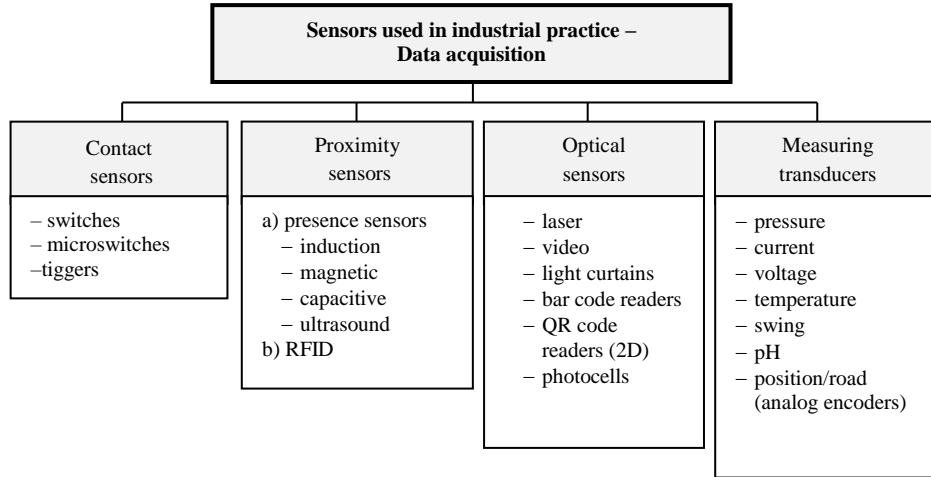 Sensors used in industrial practice –
Data acquisition
Contact
sensors
– switches
– microswitches
–tiggers
Proximity
sensors
a) presence sensors
– induction
– magnetic
– capacitive
– ultrasound
b) RFID
Optical
sensors
– laser
– video
– light curtains
– bar code readers
– QR code
readers (2D)
– photocells
Measuring
transducers
– pressure
– current
– voltage
– temperature
– swing
– pH
– position/road
(analog encoders)